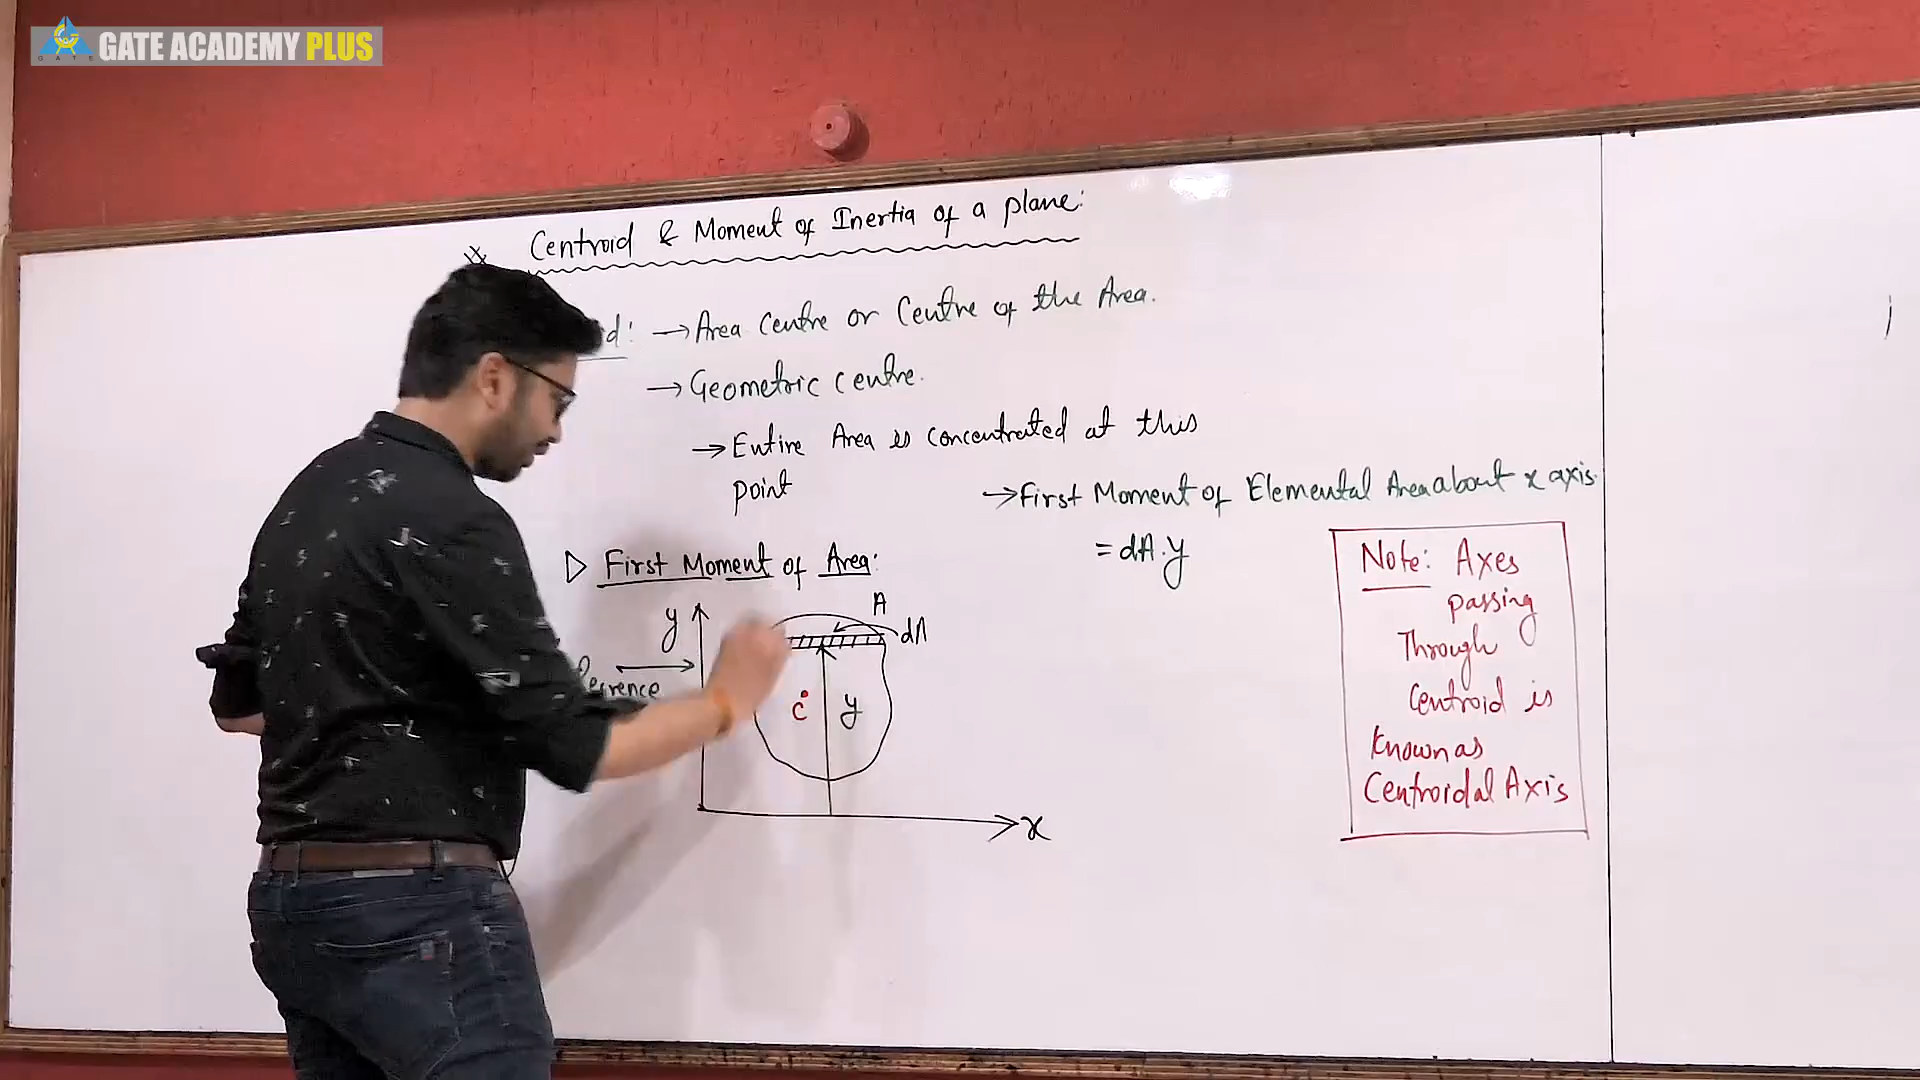 GATE ACADEMY PLUS
GATE
Centroid & Moment of Inertia of a plane:
d: → Area Centre or Centre of the Area.
→ Geometric centre.
→ Entire Area is concentrated at this
point
→ First Moment of Elemental Area about x axis.
= dA.y
▷ First Moment of Area:
y
A
dA
C
y
x
Note: Axes
passing
Through
Centroid is
Known as
Centroidal Axis